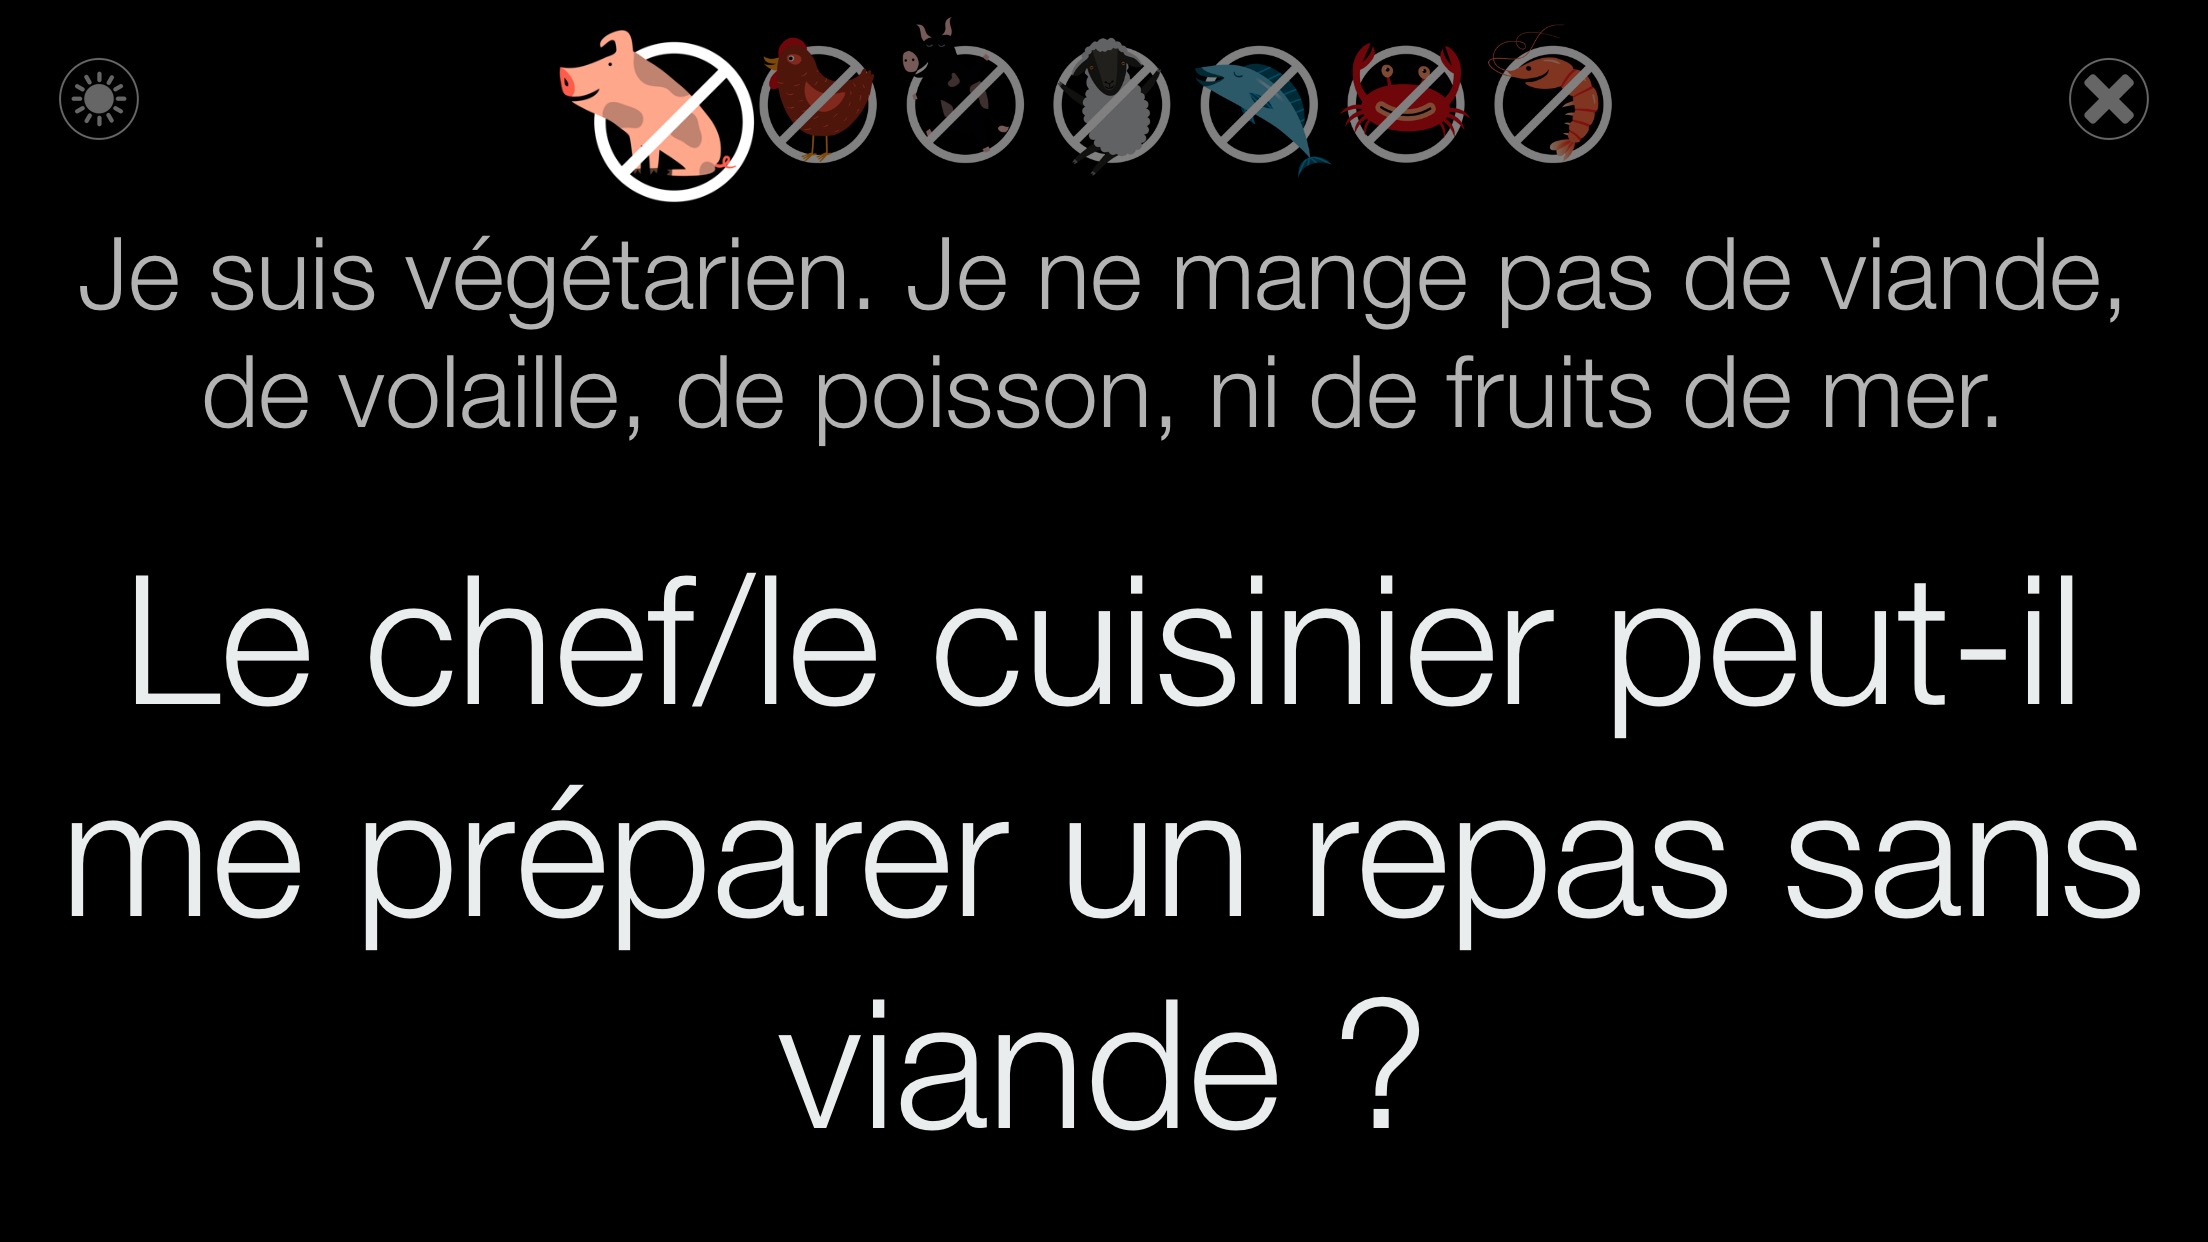 Je suis végétarien. Je ne mange pas de viande,
de volaille, de poisson, ni de fruits de mer.
Le chef/le cuisinier peut-il
me préparer un repas sans
viande ?